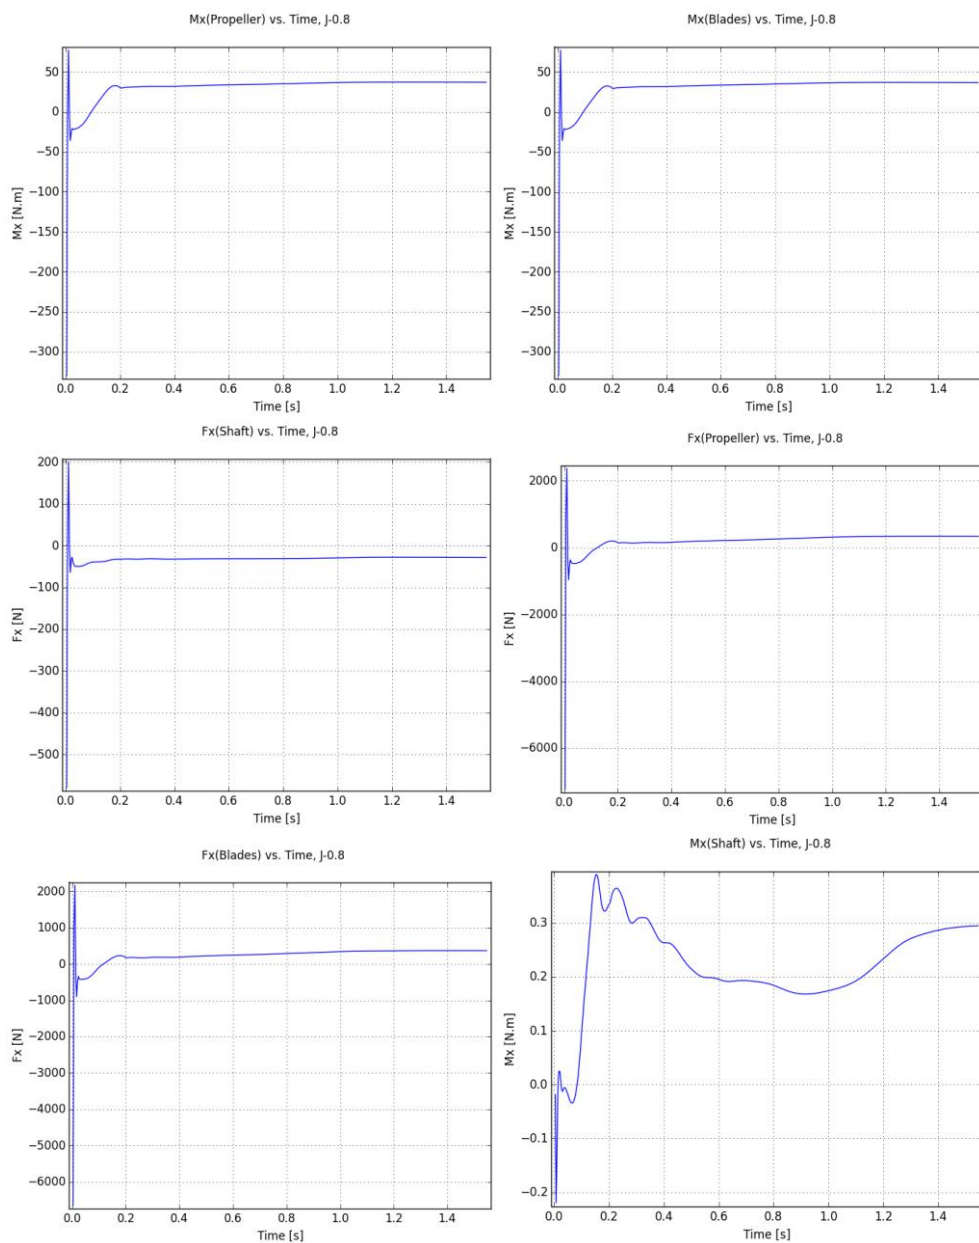 Mx(Propeller) vs. Time, J-0.8
50
0
−50
−100
−150
−200
−250
−300
Mx [N.m]
0.0 0.2 0.4 0.6 0.8 1.0 1.2 1.4
Time [s]
Mx(Blades) vs. Time, J-0.8
50
0
−50
−100
−150
−200
−250
−300
Mx [N.m]
0.0 0.2 0.4 0.6 0.8 1.0 1.2 1.4
Time [s]
Fx(Shaft) vs. Time, J-0.8
200
100
0
−100
−200
−300
−400
−500
Fx [N]
0.0 0.2 0.4 0.6 0.8 1.0 1.2 1.4
Time [s]
Fx(Propeller) vs. Time, J-0.8
2000
0
−2000
−4000
−6000
Fx [N]
0.0 0.2 0.4 0.6 0.8 1.0 1.2 1.4
Time [s]
Fx(Blades) vs. Time, J-0.8
2000
1000
0
−1000
−2000
−3000
−4000
−5000
−6000
Fx [N]
0.0 0.2 0.4 0.6 0.8 1.0 1.2 1.4
Time [s]
Mx(Shaft) vs. Time, J-0.8
0.3
0.2
0.1
0.0
−0.1
−0.2
Mx [N.m]
0.0 0.2 0.4 0.6 0.8 1.0 1.2 1.4
Time [s]